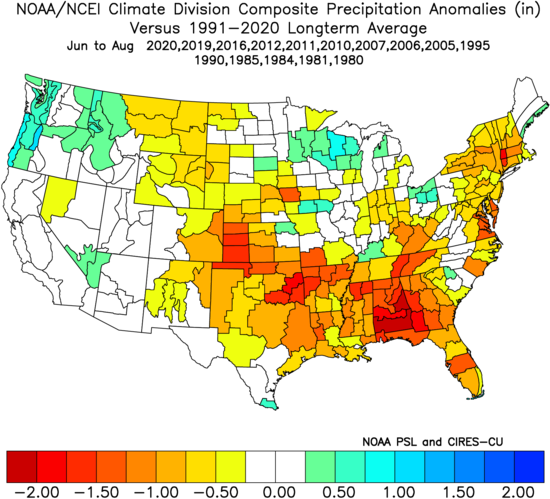 NOAA/NCEI Climate Division Composite Precipitation Anomalies (in)
Versus 1991-2020 Longterm Average
Jun to Aug 2020,2019,2016,2012,2011,2010,2007,2006,2005,1995
1990,1985,1984,1981,1980
NOAA PSL and CIRES-CU
-2.00 -1.50 -1.00 -0.50 0.00 0.50 1.00 1.50 2.00